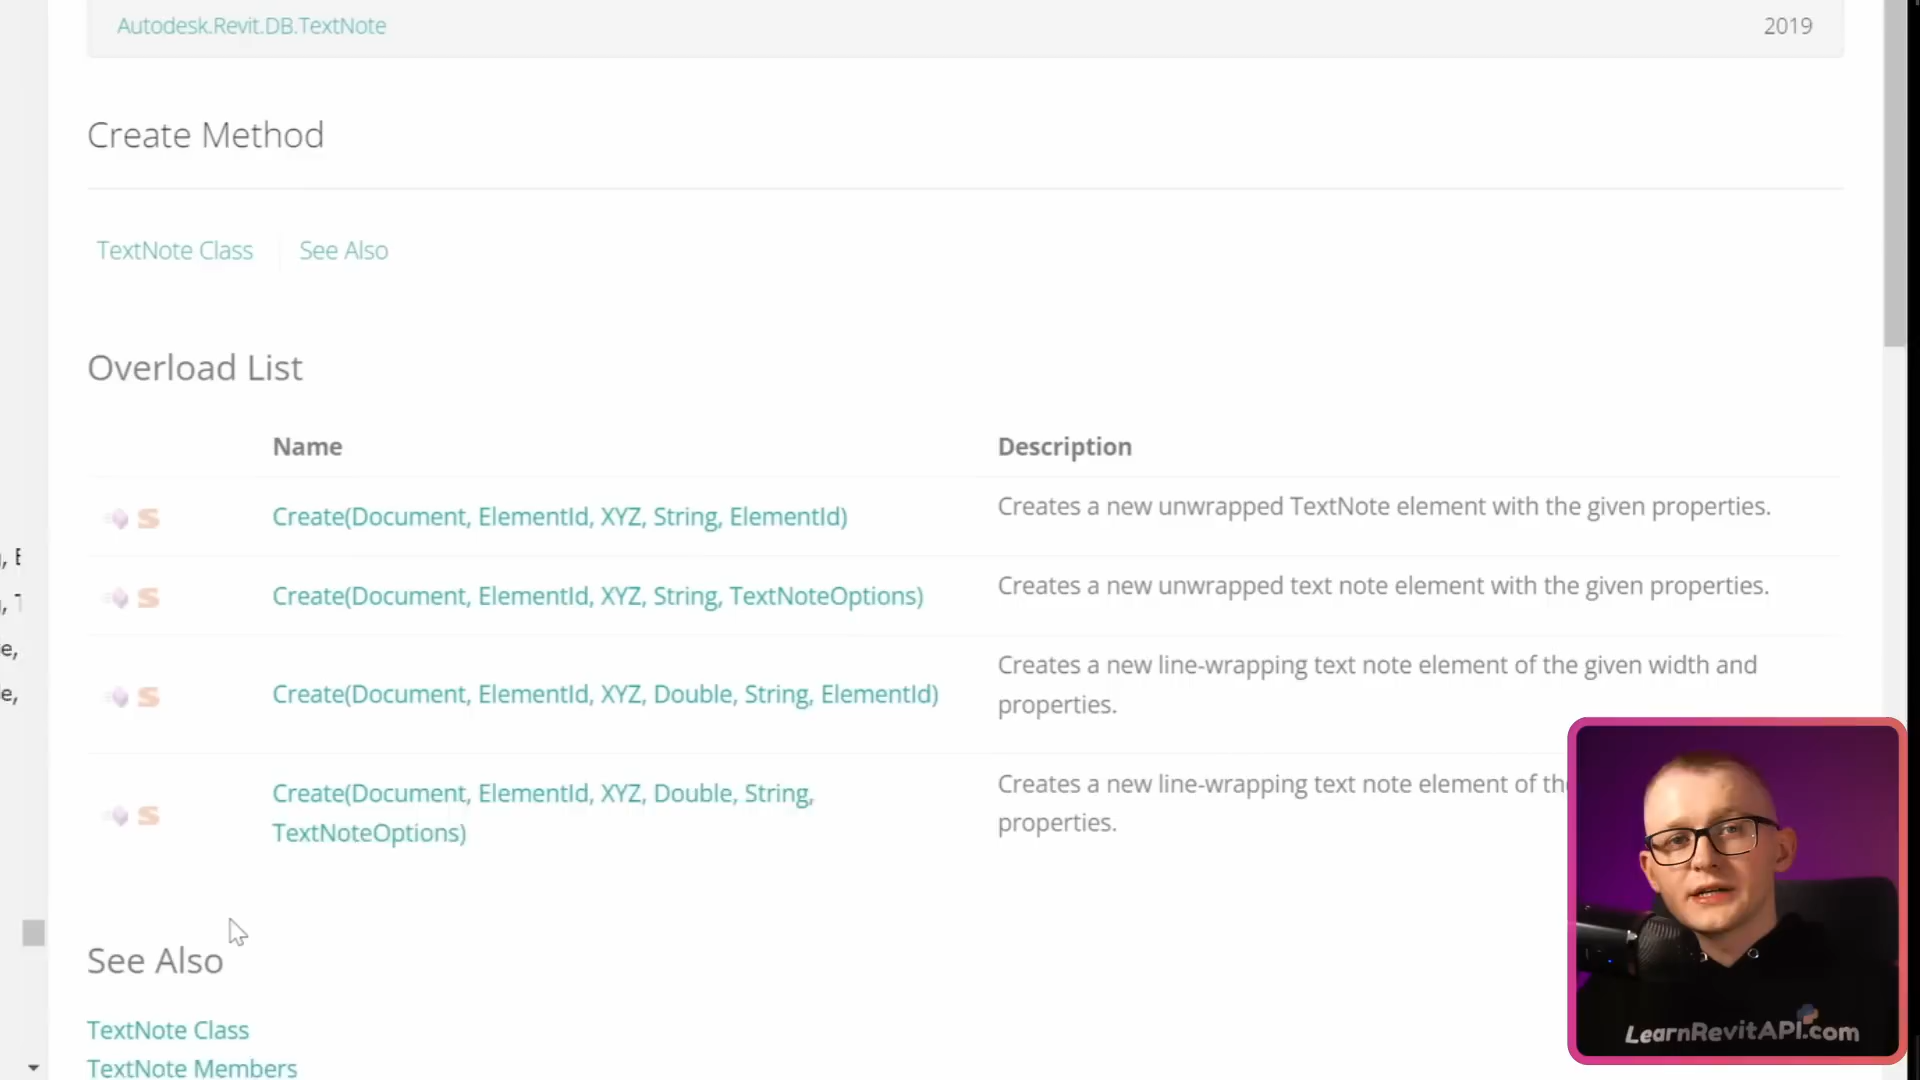 Autodesk.Revit.DB.TextNote 2019
Create Method
TextNote Class See Also
Overload List
Name Description
Create(Document, ElementId, XYZ, String, ElementId) Creates a new unwrapped TextNote element with the given properties.
Create(Document, ElementId, XYZ, String, TextNoteOptions) Creates a new unwrapped text note element with the given properties.
Create(Document, ElementId, XYZ, Double, String, ElementId) Creates a new line-wrapping text note element of the given width and
properties.
Create(Document, ElementId, XYZ, Double, String, Creates a new line-wrapping text note element of
TextNoteOptions) properties.
See Also
TextNote Class
TextNote Members
LearnRevitAPI.com